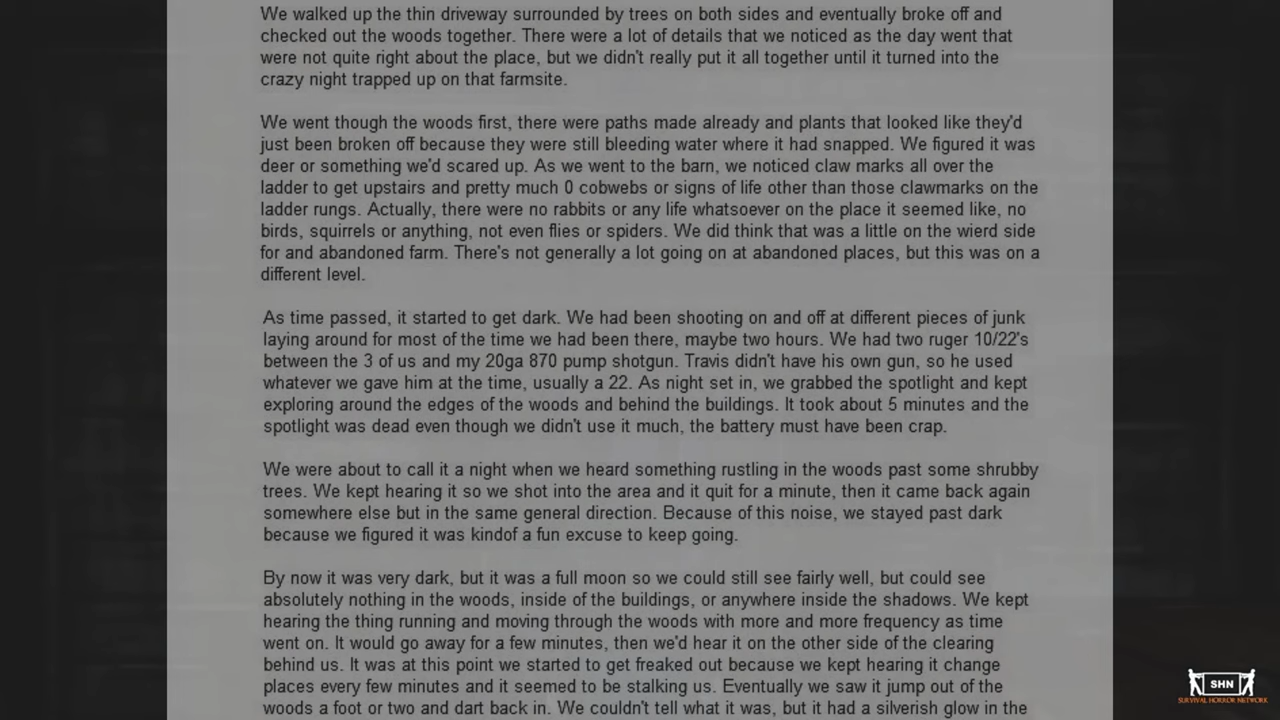 We walked up the thin driveway surrounded by trees on both sides and eventually broke off and
checked out the woods together. There were a lot of details that we noticed as the day went that
were not quite right about the place, but we didn't really put it all together until it turned into the
crazy night trapped up on that farmsite.
We went though the woods first, there were paths made already and plants that looked like they'd
just been broken off because they were still bleeding water where it had snapped. We figured it was
deer or something we'd scared up. As we went to the barn, we noticed claw marks all over the
ladder to get upstairs and pretty much 0 cobwebs or signs of life other than those clawmarks on the
ladder rungs. Actually, there were no rabbits or any life whatsoever on the place it seemed like, no
birds, squirrels or anything, not even flies or spiders. We did think that was a little on the wierd side
for and abandoned farm. There's not generally a lot going on at abandoned places, but this was on a
different level.
As time passed, it started to get dark. We had been shooting on and off at different pieces of junk
laying around for most of the time we had been there, maybe two hours. We had two ruger 10/22's
between the 3 of us and my 20ga 870 pump shotgun. Travis didn't have his own gun, so he used
whatever we gave him at the time, usually a 22. As night set in, we grabbed the spotlight and kept
exploring around the edges of the woods and behind the buildings. It took about 5 minutes and the
spotlight was dead even though we didn't use it much, the battery must have been crap.
We were about to call it a night when we heard something rustling in the woods past some shrubby
trees. We kept hearing it so we shot into the area and it quit for a minute, then it came back again
somewhere else but in the same general direction. Because of this noise, we stayed past dark
because we figured it was kindof a fun excuse to keep going.
By now it was very dark, but it was a full moon so we could still see fairly well, but could see
absolutely nothing in the woods, inside of the buildings, or anywhere inside the shadows. We kept
hearing the thing running and moving through the woods with more and more frequency as time
went on. It would go away for a few minutes, then we'd hear it on the other side of the clearing
behind us. It was at this point we started to get freaked out because we kept hearing it change
places every few minutes and it seemed to be stalking us. Eventually we saw it jump out of the
woods a foot or two and dart back in. We couldn't tell what it was, but it had a silverish glow in the
SHN
SURVIVAL HORROR NETWORK